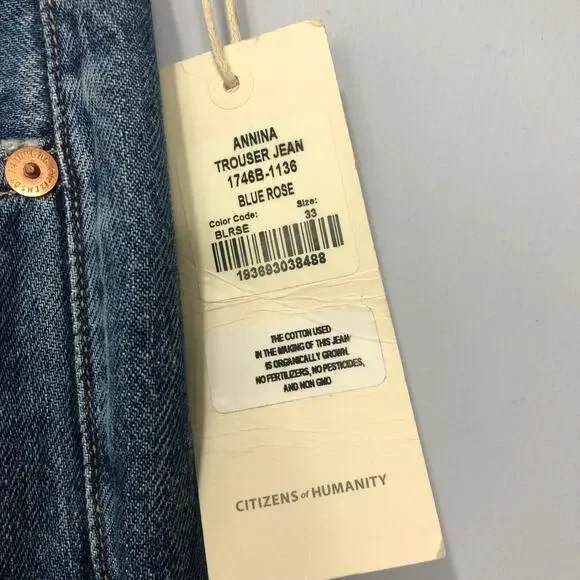 ANNINA
TROUSER JEAN
1746B-1136
BLUE ROSE
Color Code: Size:
BLRSE 33
193693038488
THE COTTON USED
IN THE MAKING OF THIS JEAN
IS ORGANICALLY GROWN.
NO FERTILIZERS, NO PESTICIDES,
AND NON GMO
CITIZENS of HUMANITY